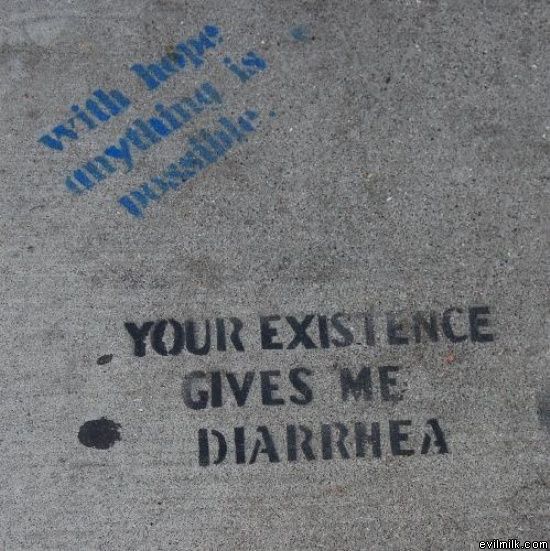 with hope
anything is
possible.
YOUR EXISTENCE
GIVES ME
DIARRHEA
evilmilk.com